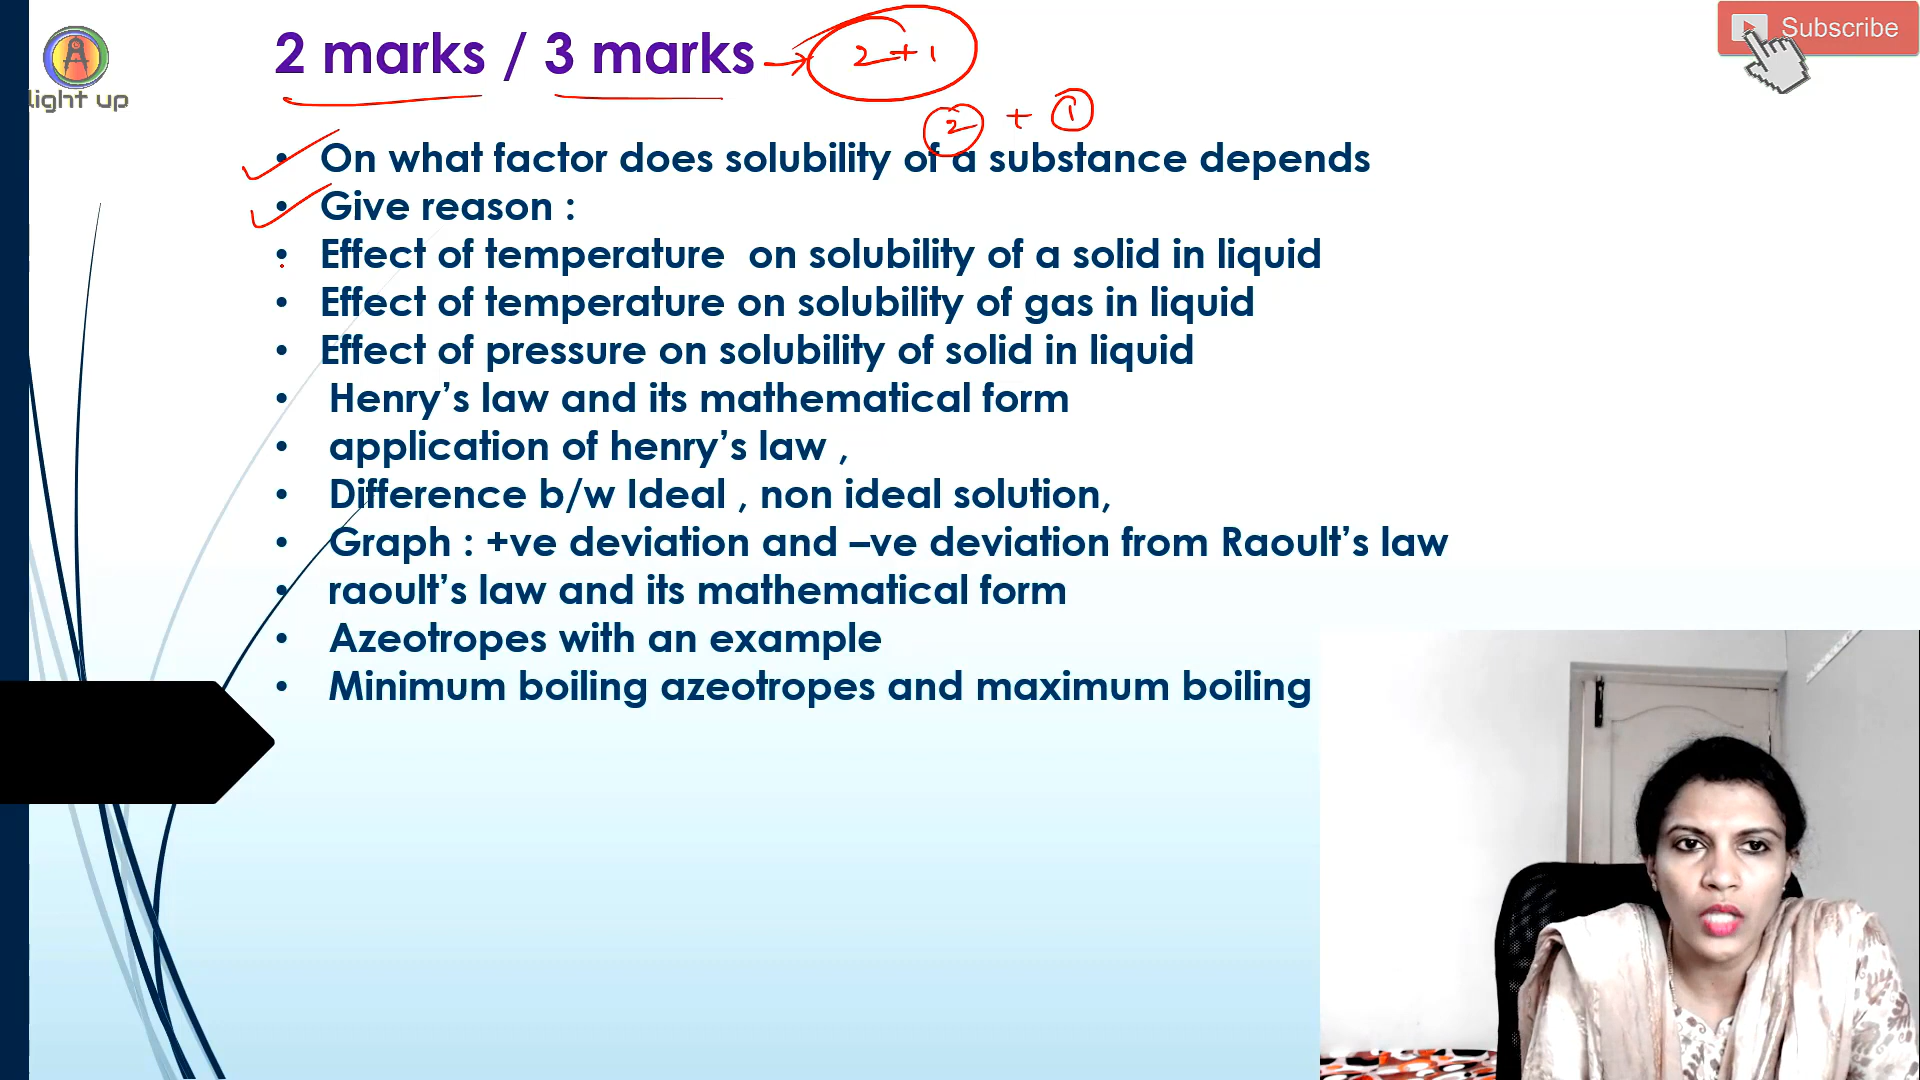 2 marks / 3 marks → 2+1
Subscribe
light up
2 + 1
• On what factor does solubility of a substance depends
• Give reason :
• Effect of temperature on solubility of a solid in liquid
• Effect of temperature on solubility of gas in liquid
• Effect of pressure on solubility of solid in liquid
• Henry’s law and its mathematical form
• application of henry’s law ,
• Difference b/w Ideal , non ideal solution,
• Graph : +ve deviation and –ve deviation from Raoult’s law
• raoult’s law and its mathematical form
• Azeotropes with an example
• Minimum boiling azeotropes and maximum boiling